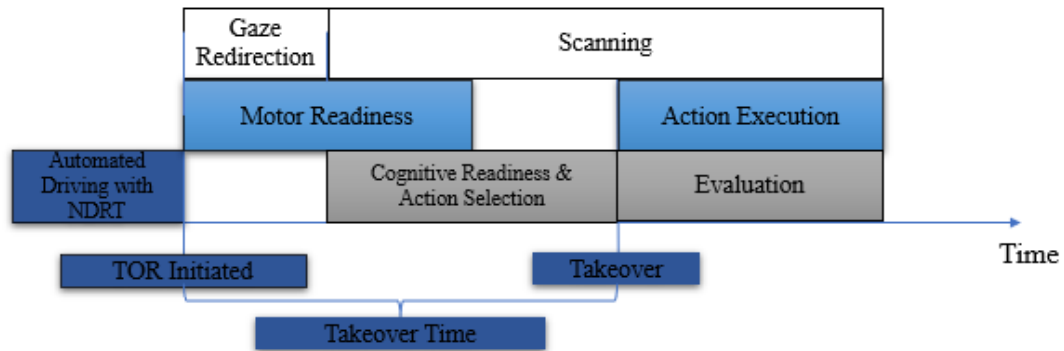 Gaze
Redirection
Scanning
Motor Readiness
Action Execution
Automated
Driving with
NDRT
Cognitive Readiness &
Action Selection
Evaluation
Time
TOR Initiated
Takeover
Takeover Time